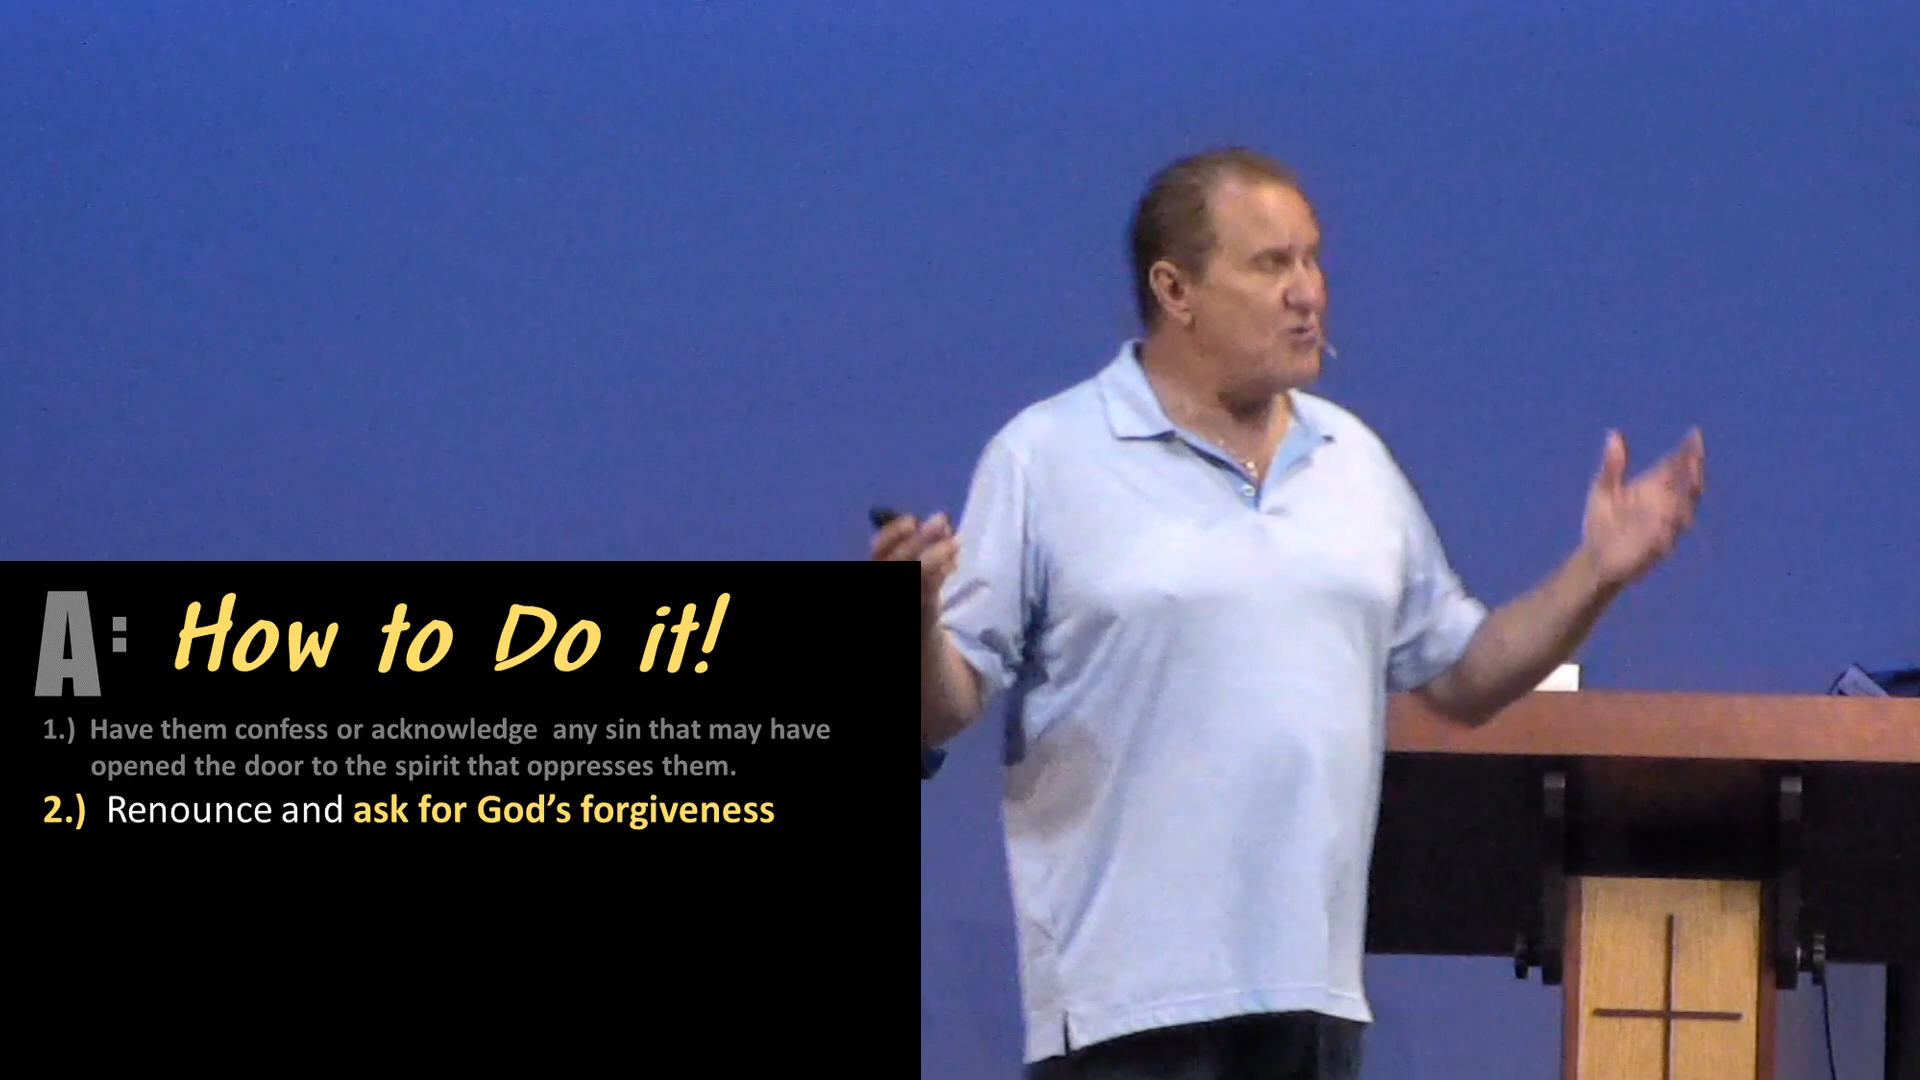 A: How to Do it!
1.) Have them confess or acknowledge any sin that may have
opened the door to the spirit that oppresses them.
2.) Renounce and ask for God's forgiveness